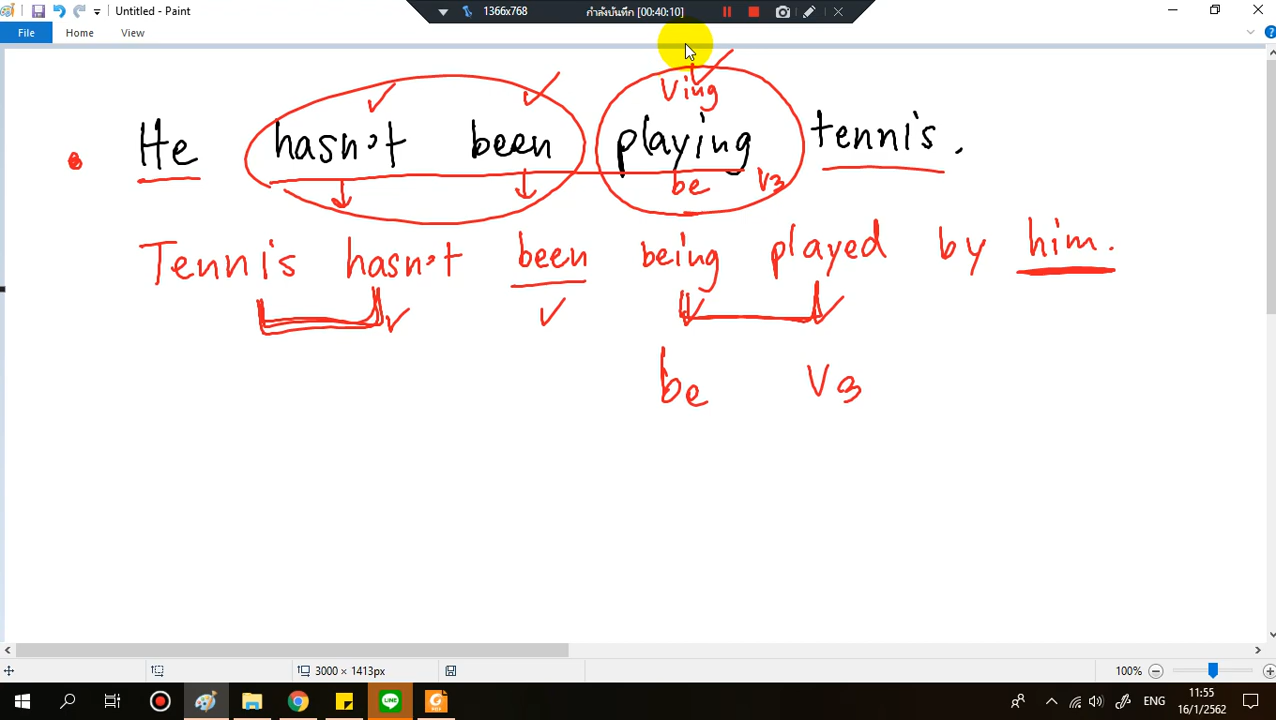 Untitled - Paint
1366x768
กำลังบันทึก [00:40:10]
File
Home
View
Ving
He hasn't been playing tennis.
be V3
Tennis hasn't been being played by him.
be V3
3000 × 1413px
100%
ENG
11:55
16/1/2562
LINE
PDF